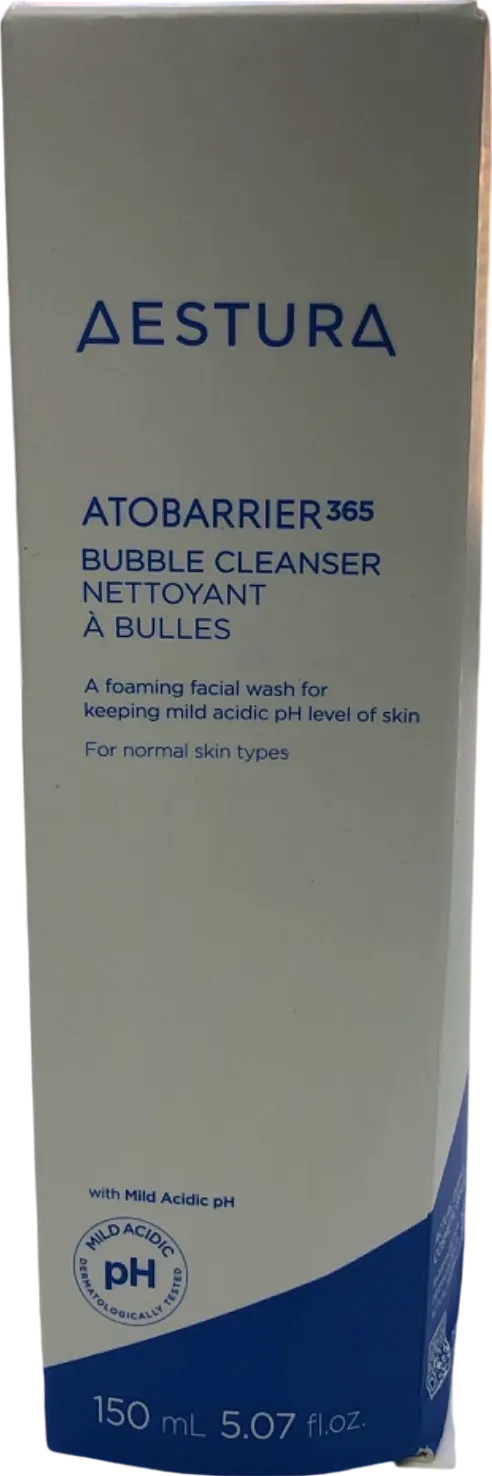 AESTURA
ATOBARRIER365
BUBBLE CLEANSER
NETTOYANT
À BULLES
A foaming facial wash for
keeping mild acidic pH level of skin
For normal skin types
with Mild Acidic pH
MILD ACIDIC
pH
DERMATOLOGICALLY TESTED
150 mL 5.07 fl.oz.